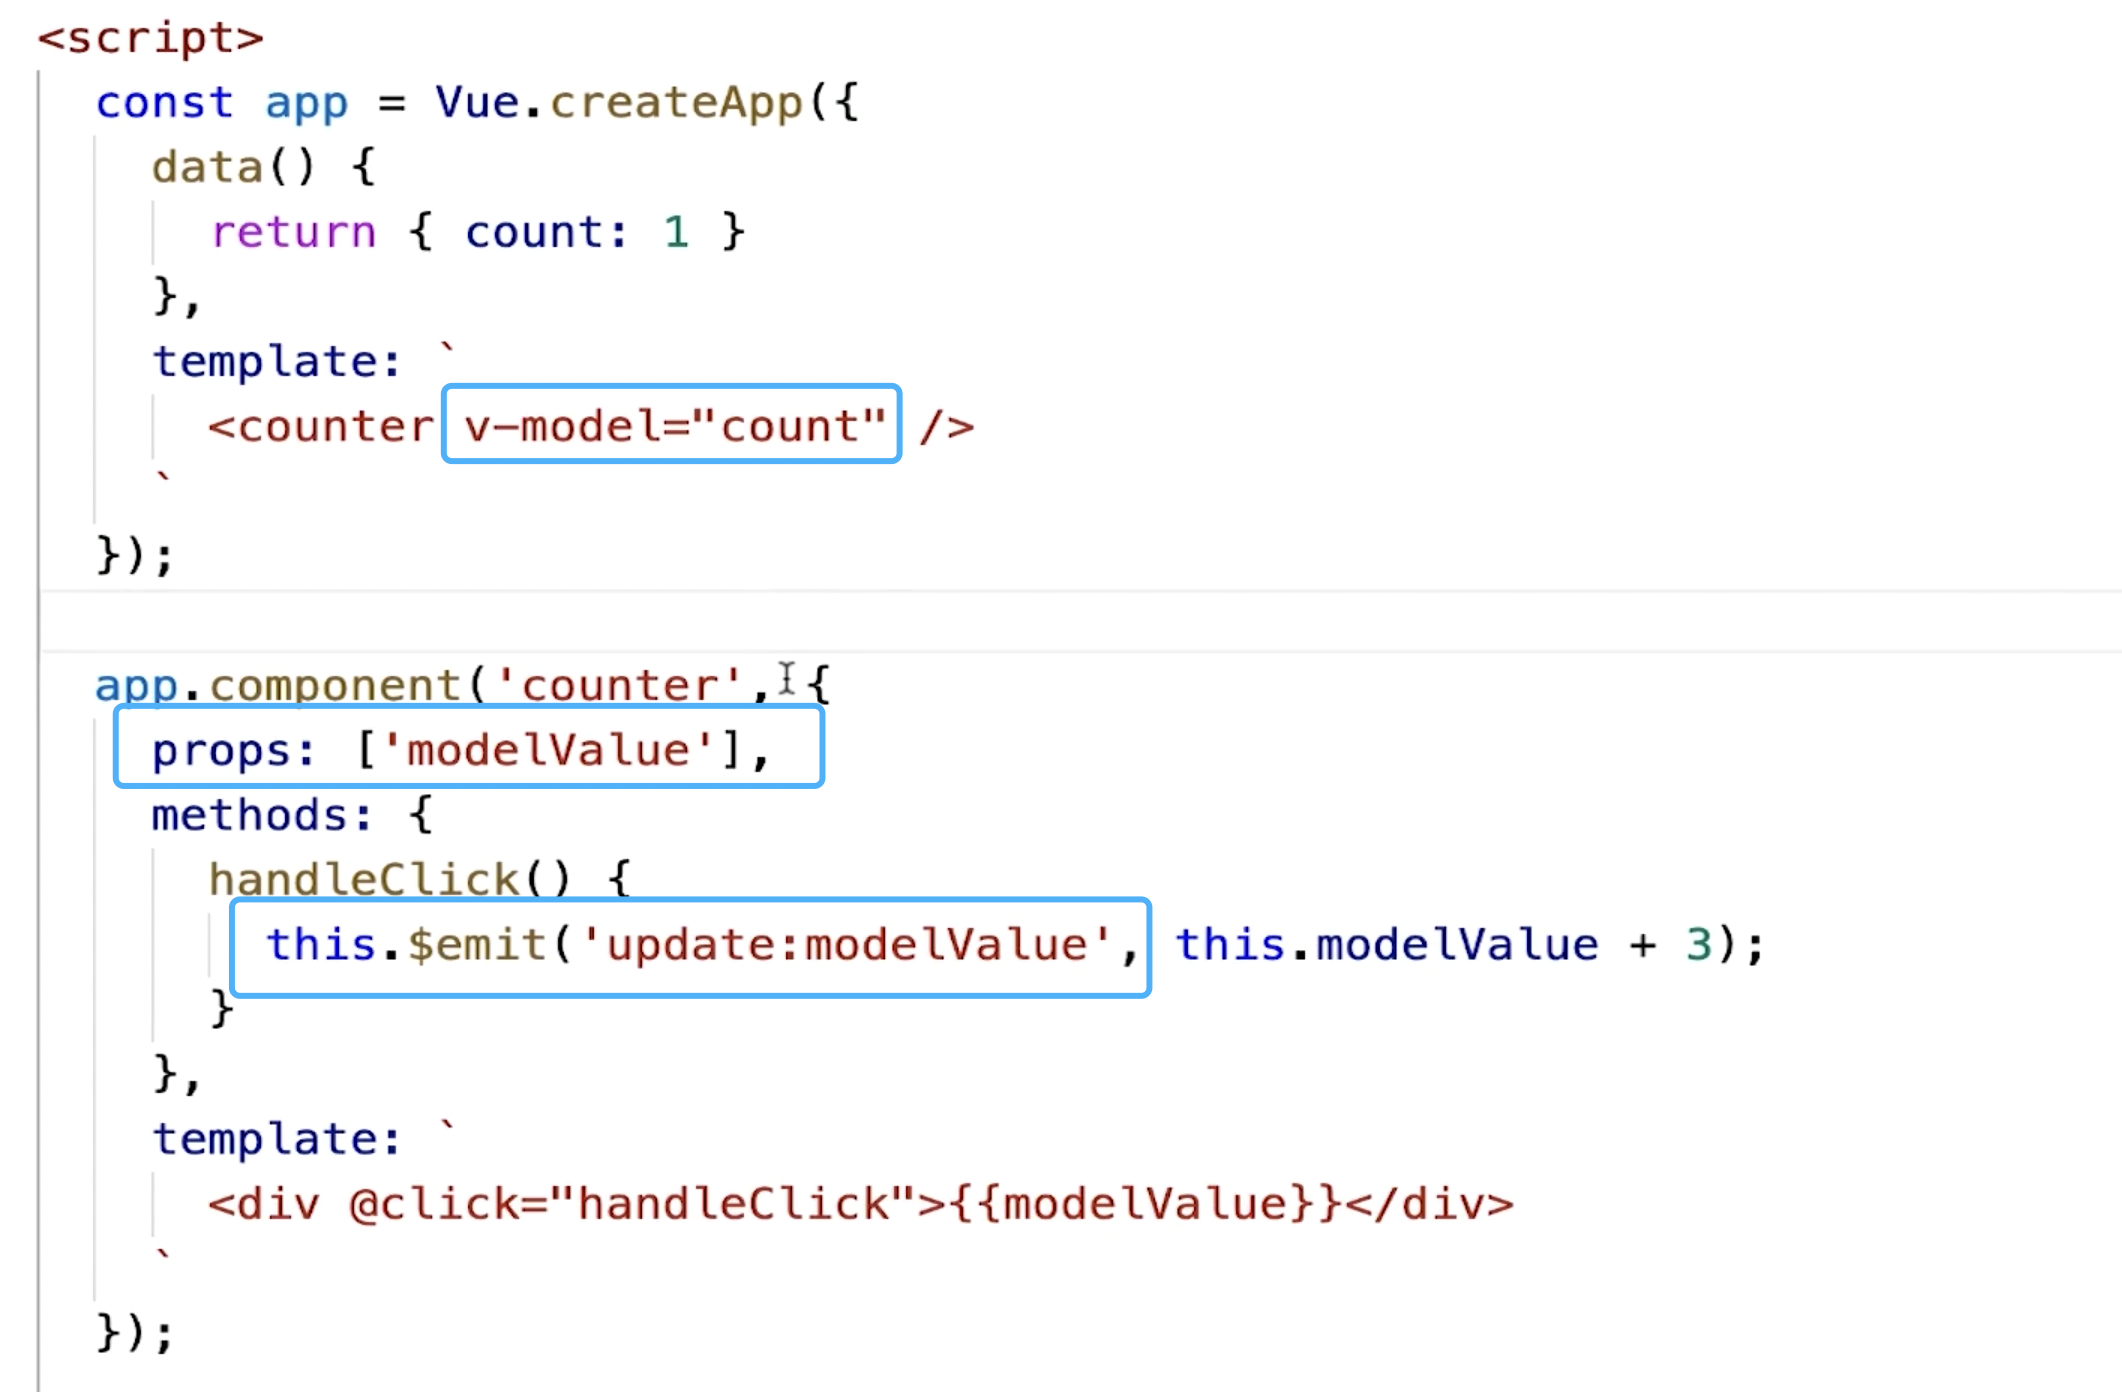 <script>
const app = Vue.createApp({
data() {
return { count: 1 }
},
template: `
<counter v-model="count" />
`
});
app.component('counter', {
props: ['modelValue'],
methods: {
handleClick() {
this.$emit('update:modelValue', this.modelValue + 3);
}
},
template: `
<div @click="handleClick">{{modelValue}}</div>
`
});